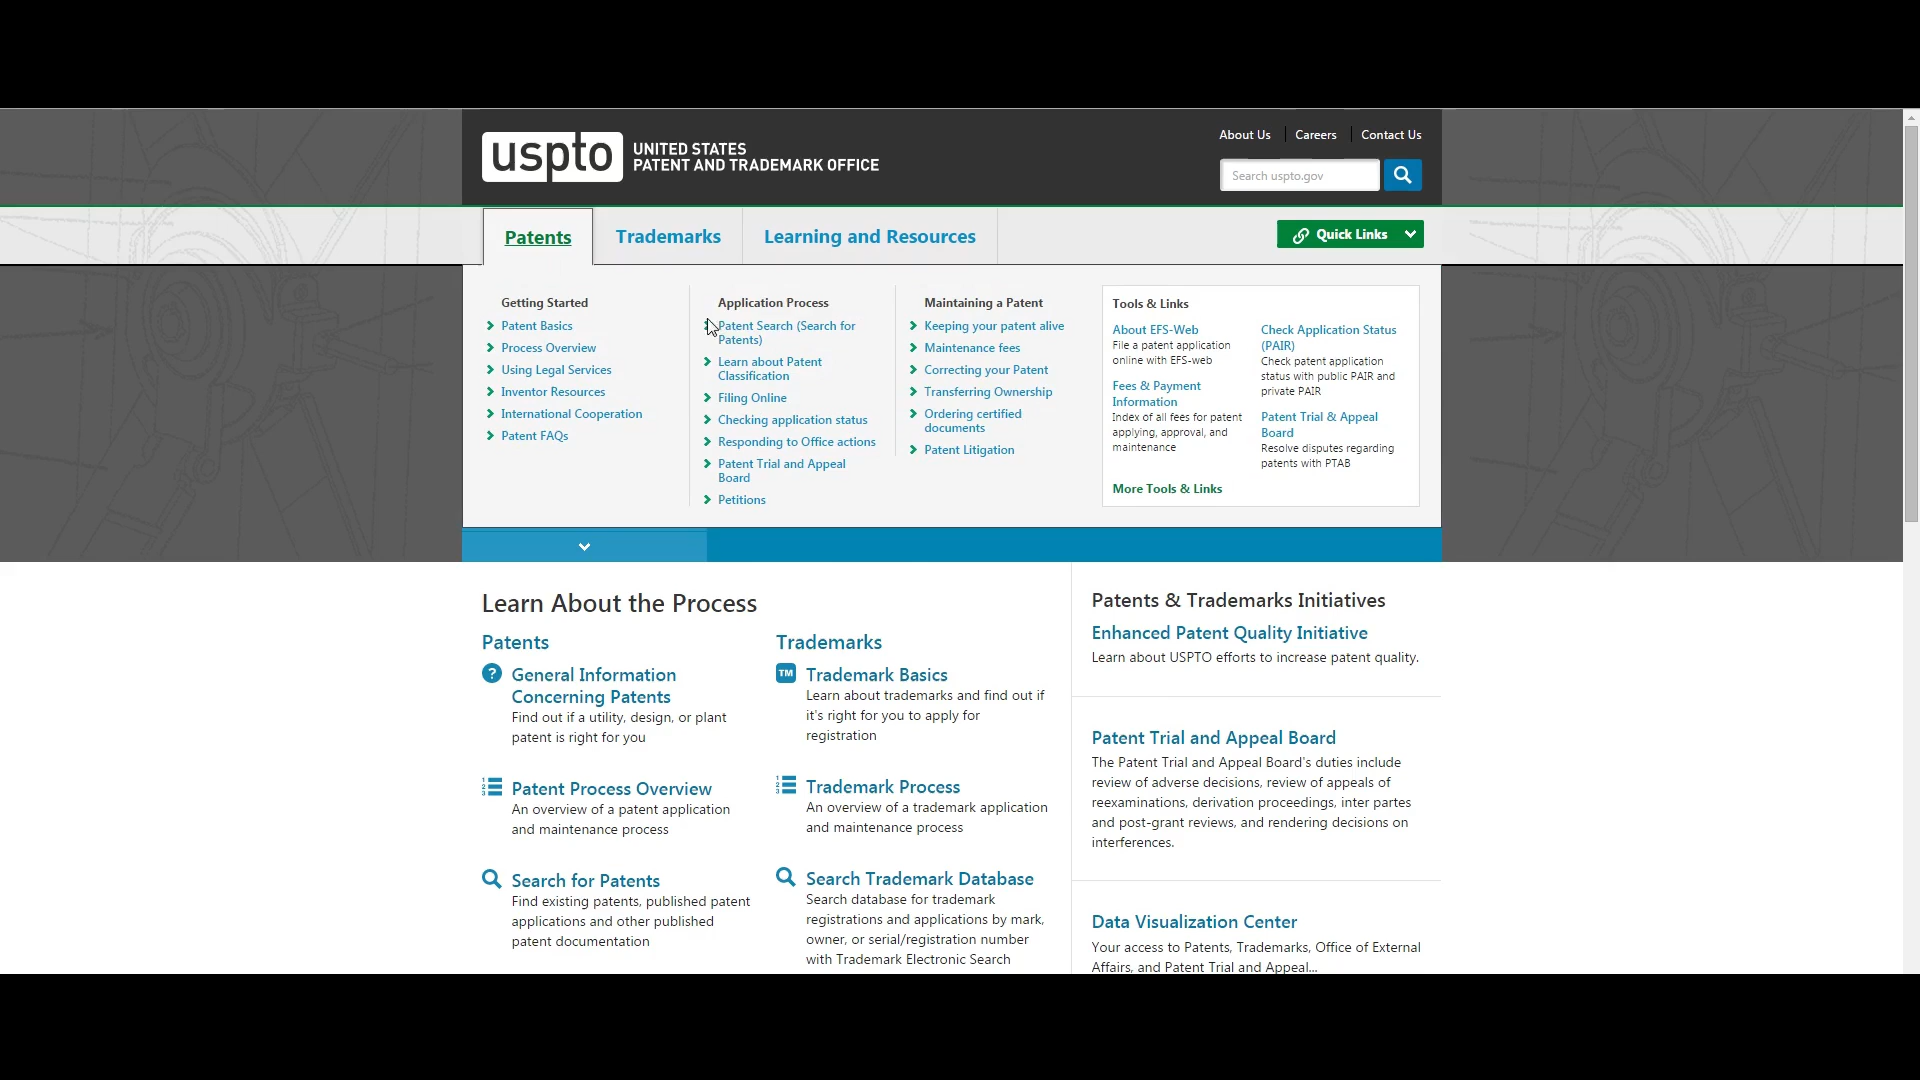 uspto UNITED STATES
PATENT AND TRADEMARK OFFICE
About Us
Careers
Contact Us
Search uspto.gov
Patents
Trademarks
Learning and Resources
Quick Links
Getting Started
Patent Basics
Process Overview
Using Legal Services
Inventor Resources
International Cooperation
Patent FAQs
Application Process
Patent Search (Search for
Patents)
Learn about Patent
Classification
Filing Online
Checking application status
Responding to Office actions
Patent Trial and Appeal
Board
Petitions
Maintaining a Patent
Keeping your patent alive
Maintenance fees
Correcting your Patent
Transferring Ownership
Ordering certified
documents
Patent Litigation
Tools & Links
About EFS-Web
File a patent application
online with EFS-web
Fees & Payment
Information
Index of all fees for patent
applying, approval, and
maintenance
Check Application Status
(PAIR)
Check patent application
status with public PAIR and
private PAIR
Patent Trial & Appeal
Board
Resolve disputes regarding
patents with PTAB
More Tools & Links
Learn About the Process
Patents
? General Information
Concerning Patents
Find out if a utility, design, or plant
patent is right for you
1
2
3
Patent Process Overview
An overview of a patent application
and maintenance process
Search for Patents
Find existing patents, published patent
applications and other published
patent documentation
Trademarks
TM Trademark Basics
Learn about trademarks and find out if
it's right for you to apply for
registration
1
2
3
Trademark Process
An overview of a trademark application
and maintenance process
Search Trademark Database
Search database for trademark
registrations and applications by mark,
owner, or serial/registration number
with Trademark Electronic Search
Patents & Trademarks Initiatives
Enhanced Patent Quality Initiative
Learn about USPTO efforts to increase patent quality.
Patent Trial and Appeal Board
The Patent Trial and Appeal Board's duties include
review of adverse decisions, review of appeals of
reexaminations, derivation proceedings, inter partes
and post-grant reviews, and rendering decisions on
interferences.
Data Visualization Center
Your access to Patents, Trademarks, Office of External
Affairs, and Patent Trial and Appeal...